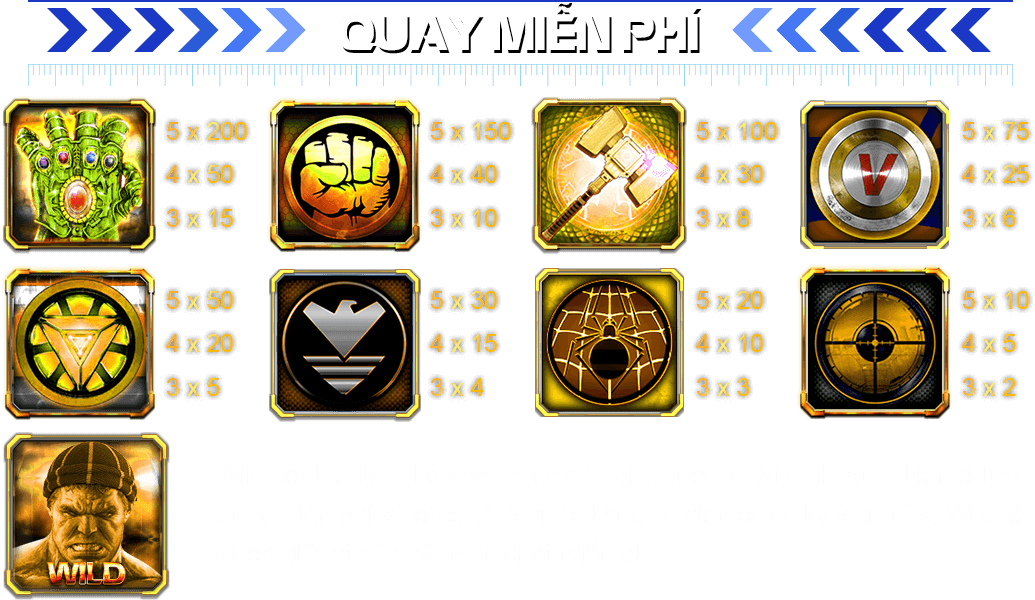 QUAY MIỄN PHÍ
5 x 200
4 x 50
3 x 15
5 x 150
4 x 40
3 x 10
5 x 100
4 x 30
3 x 8
V
5 x 75
4 x 25
3 x 6
5 x 50
4 x 20
3 x 5
5 x 30
4 x 15
3 x 4
5 x 20
4 x 10
3 x 3
5 x 10
4 x 5
3 x 2
WILD